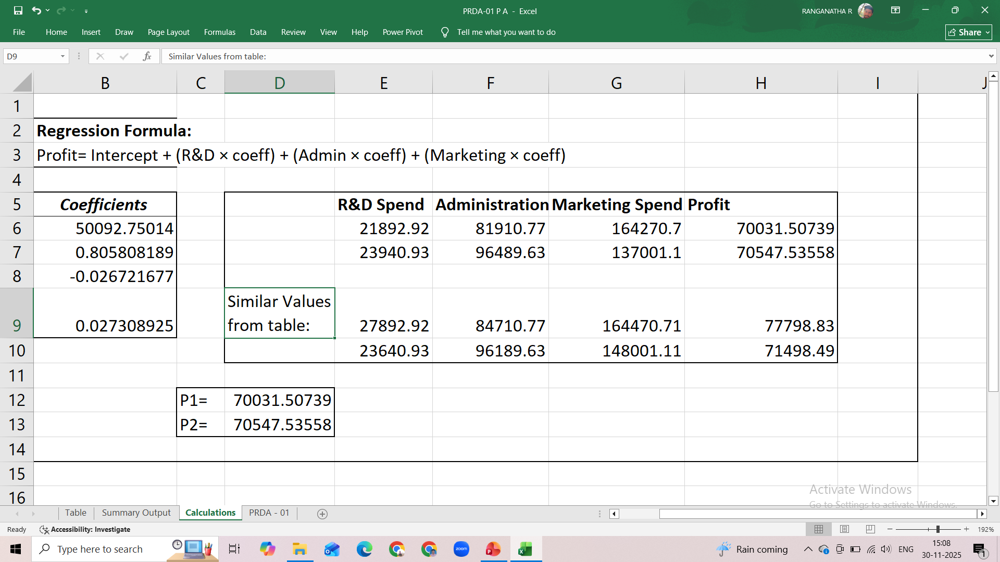 PRDA-01 P A - Excel
RANGANATHA R
File Home Insert Draw Page Layout Formulas Data Review View Help Power Pivot Tell me what you want to do
Share
D9
fx
Similar Values from table:
B C D E F G H I J
1
2 Regression Formula:
3 Profit= Intercept + (R&D × coeff) + (Admin × coeff) + (Marketing × coeff)
4
5 Coefficients R&D Spend Administration Marketing Spend Profit
6 50092.75014 21892.92 81910.77 164270.7 70031.50739
7 0.805808189 23940.93 96489.63 137001.1 70547.53558
8 -0.026721677
Similar Values
9 0.027308925 from table: 27892.92 84710.77 164470.71 77798.83
10 23640.93 96189.63 148001.11 71498.49
11
12 P1= 70031.50739
13 P2= 70547.53558
14
15
16
Activate Windows
Go to Settings to activate Windows.
Table Summary Output Calculations PRDA - 01
Ready Accessibility: Investigate 192%
Type here to search
zoom
Rain coming
ENG
15:08
30-11-2025
1